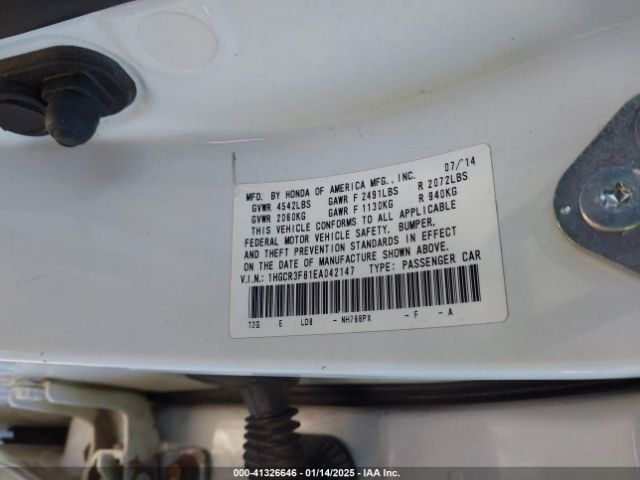 07/'14
MFD. BY HONDA OF AMERICA MFG., INC.
GVWR 4542LBS GAWR F 2491LBS R 2072LBS
GVWR 2060KG GAWR F 1130KG R 940KG
THIS VEHICLE CONFORMS TO ALL APPLICABLE
FEDERAL MOTOR VEHICLE SAFETY, BUMPER,
AND THEFT PREVENTION STANDARDS IN EFFECT
ON THE DATE OF MANUFACTURE SHOWN ABOVE.
V.I.N.: 1HGCR3F81EA042147 TYPE: PASSENGER CAR
T3G E LDB - NH788PX - F - A
000-41326646 - 01/14/2025 - IAA Inc.